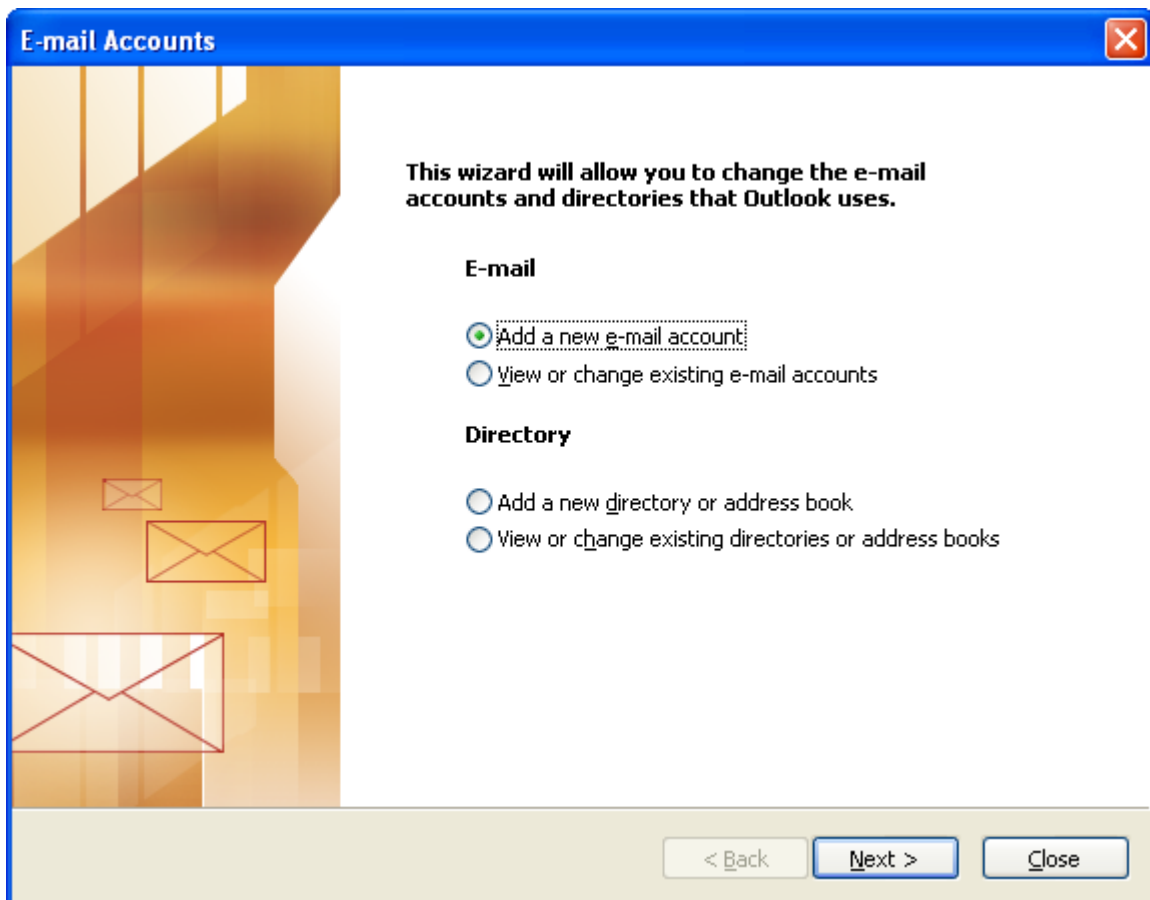 E-mail Accounts
This wizard will allow you to change the e-mail
accounts and directories that Outlook uses.
E-mail
Add a new e-mail account
View or change existing e-mail accounts
Directory
Add a new directory or address book
View or change existing directories or address books
< Back
Next >
Close